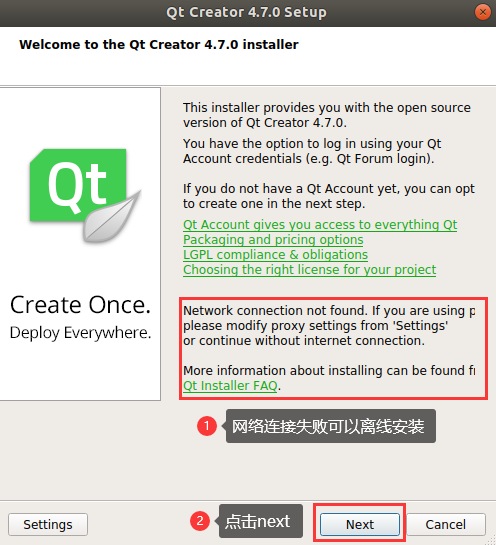 Qt Creator 4.7.0 Setup
Welcome to the Qt Creator 4.7.0 installer
Qt
Create Once.
Deploy Everywhere.
This installer provides you with the open source
version of Qt Creator 4.7.0.
You have the option to log in using your Qt
Account credentials (e.g. Qt Forum login).
If you do not have a Qt Account yet, you can opt
to create one in the next step.
Qt Account gives you access to everything Qt
Packaging and pricing options
LGPL compliance & obligations
Choosing the right license for your project
Network connection not found. If you are using p
please modify proxy settings from 'Settings'
or continue without internet connection.
More information about installing can be found fr
Qt Installer FAQ.
1 网络连接失败可以离线安装
2 点击next
Settings
Next
Cancel